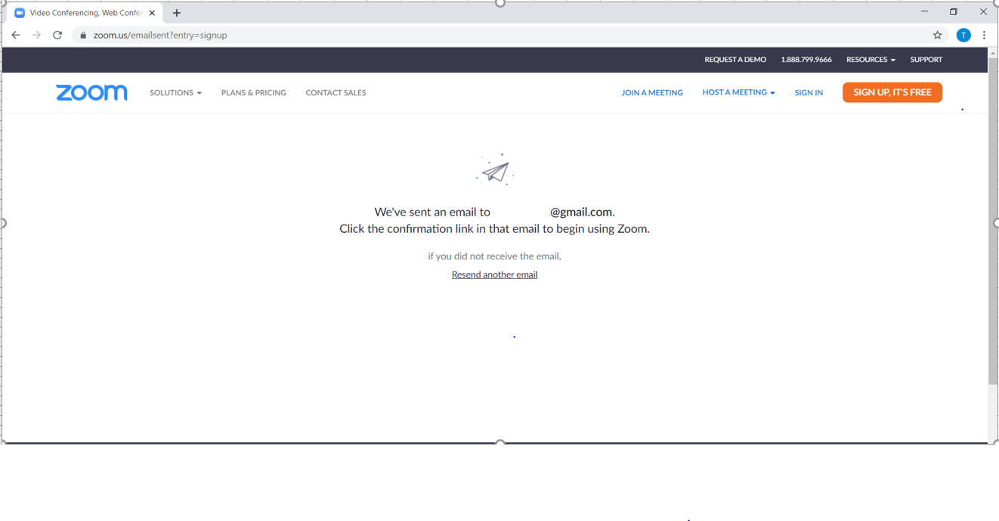 Video Conferencing, Web Confer
zoom.us/emailsent?entry=signup
T
REQUEST A DEMO 1.888.799.9666 RESOURCES SUPPORT
zoom SOLUTIONS PLANS & PRICING CONTACT SALES JOIN A MEETING HOST A MEETING SIGN IN SIGN UP, IT'S FREE
We've sent an email to @gmail.com.
Click the confirmation link in that email to begin using Zoom.
if you did not receive the email,
Resend another email